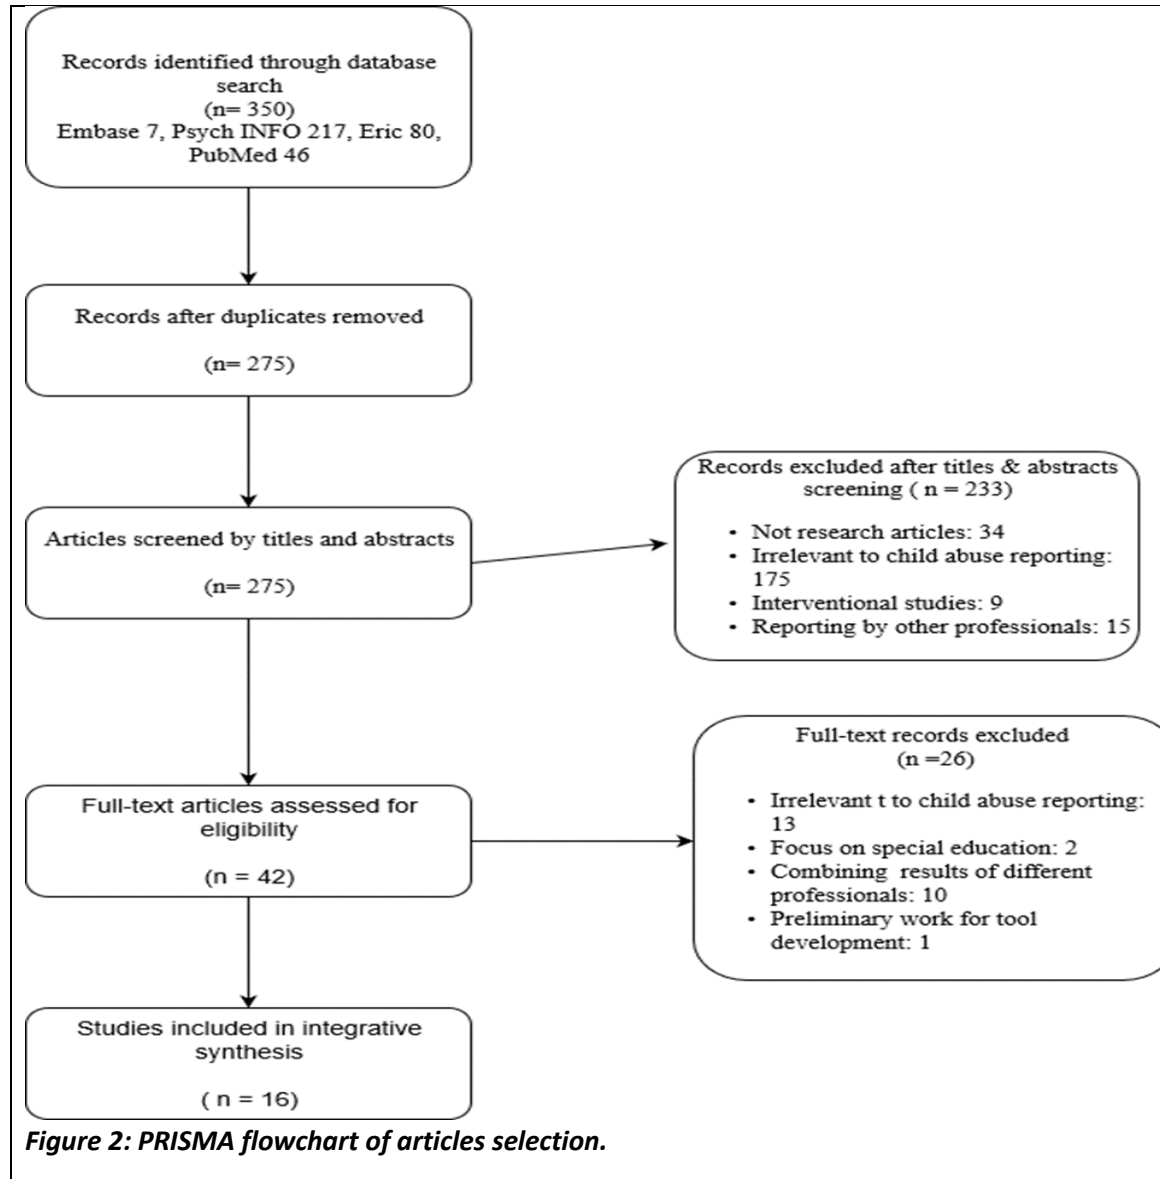 Records identified through database
search
(n= 350)
Embase 7, Psych INFO 217, Eric 80,
PubMed 46
Records after duplicates removed
(n= 275)
Articles screened by titles and abstracts
(n= 275)
Records excluded after titles & abstracts
screening ( n = 233)
• Not research articles: 34
• Irrelevant to child abuse reporting:
175
• Interventional studies: 9
• Reporting by other professionals: 15
Full-text articles assessed for
eligibility
(n = 42)
Full-text records excluded
(n =26)
• Irrelevant t to child abuse reporting:
13
• Focus on special education: 2
• Combining results of different
professionals: 10
• Preliminary work for tool
development: 1
Studies included in integrative
synthesis
( n = 16)
Figure 2: PRISMA flowchart of articles selection.